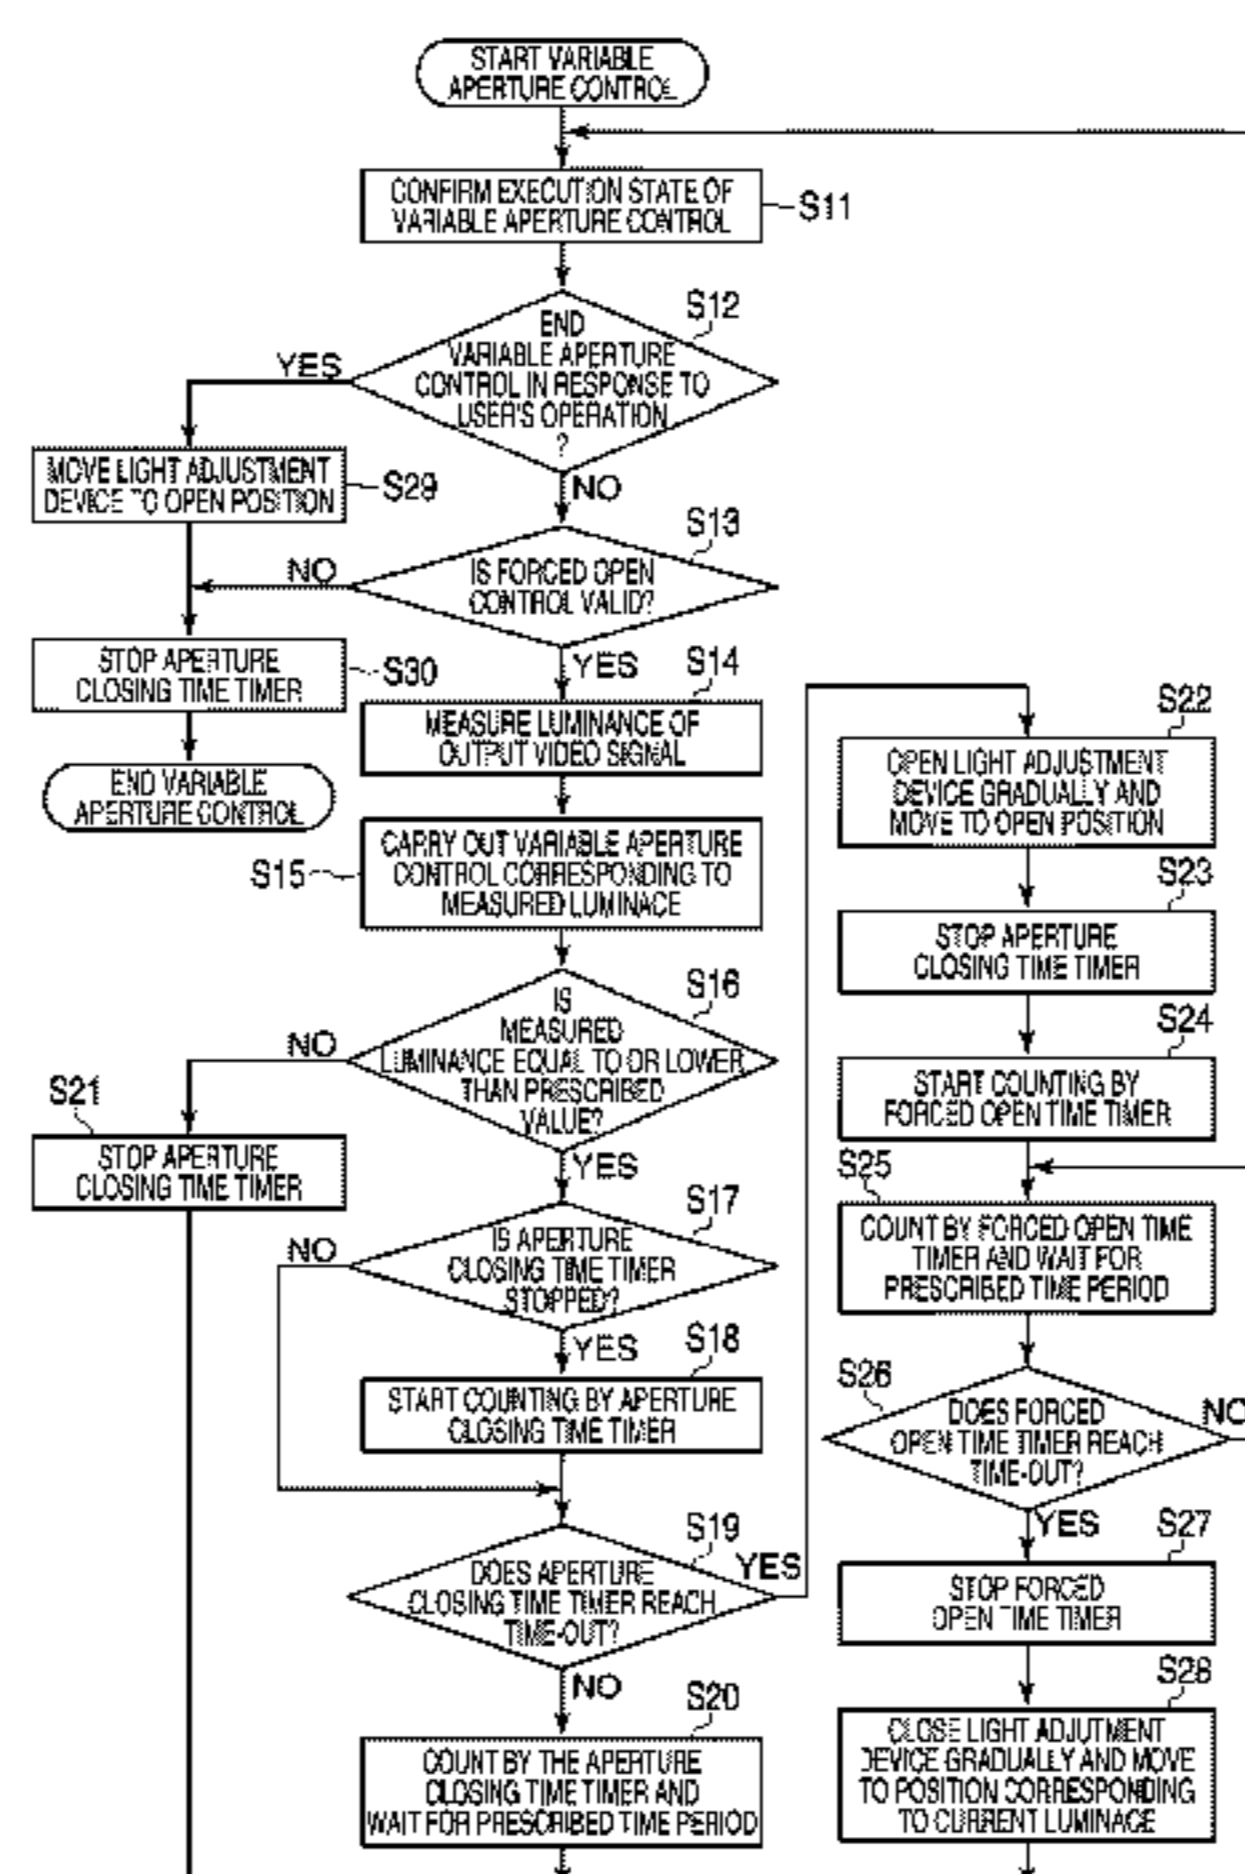 START VARIABLE
APERTURE CONTROL
CONFIRM EXECUTION STATE OF
VARIABLE APERTURE CONTROL
S11
S12
END
VARIABLE APERTURE
CONTROL IN RESPONSE TO
USER'S OPERATION
?
YES
NO
MOVE LIGHT ADJUSTMENT
DEVICE TO OPEN POSITION
S29
S13
IS FORCED OPEN
CONTROL VALID?
NO
YES
STOP APERTURE
CLOSING TIME TIMER
S30
END VARIABLE
APERTURE CONTROL
S14
MEASURE LUMINANCE OF
OUTPUT VIDEO SIGNAL
S15
CARRY OUT VARIABLE APERTURE
CONTROL CORRESPONDING TO
MEASURED LUMINACE
S16
IS
MEASURED
LUMINANCE EQUAL TO OR LOWER
THAN PRESCRIBED
VALUE?
NO
YES
S21
STOP APERTURE
CLOSING TIME TIMER
S17
IS APERTURE
CLOSING TIME TIMER
STOPPED?
NO
YES
S18
START COUNTING BY APERTURE
CLOSING TIME TIMER
S19
DOES APERTURE
CLOSING TIME TIMER REACH
TIME-OUT?
YES
NO
S20
COUNT BY THE APERTURE
CLOSING TIME TIMER AND
WAIT FOR PRESCRIBED TIME PERIOD
S22
OPEN LIGHT ADJUSTMENT
DEVICE GRADUALLY AND
MOVE TO OPEN POSITION
S23
STOP APERTURE
CLOSING TIME TIMER
S24
START COUNTING BY
FORCED OPEN TIME TIMER
S25
COUNT BY FORCED OPEN TIME
TIMER AND WAIT FOR
PRESCRIBED TIME PERIOD
S26
DOES FORCED
OPEN TIME TIMER REACH
TIME-OUT?
NO
YES
S27
STOP FORCED
OPEN TIME TIMER
S28
CLOSE LIGHT ADJUTMENT
DEVICE GRADUALLY AND MOVE
TO POSITION CORRESPONDING
TO CURRENT LUMINACE